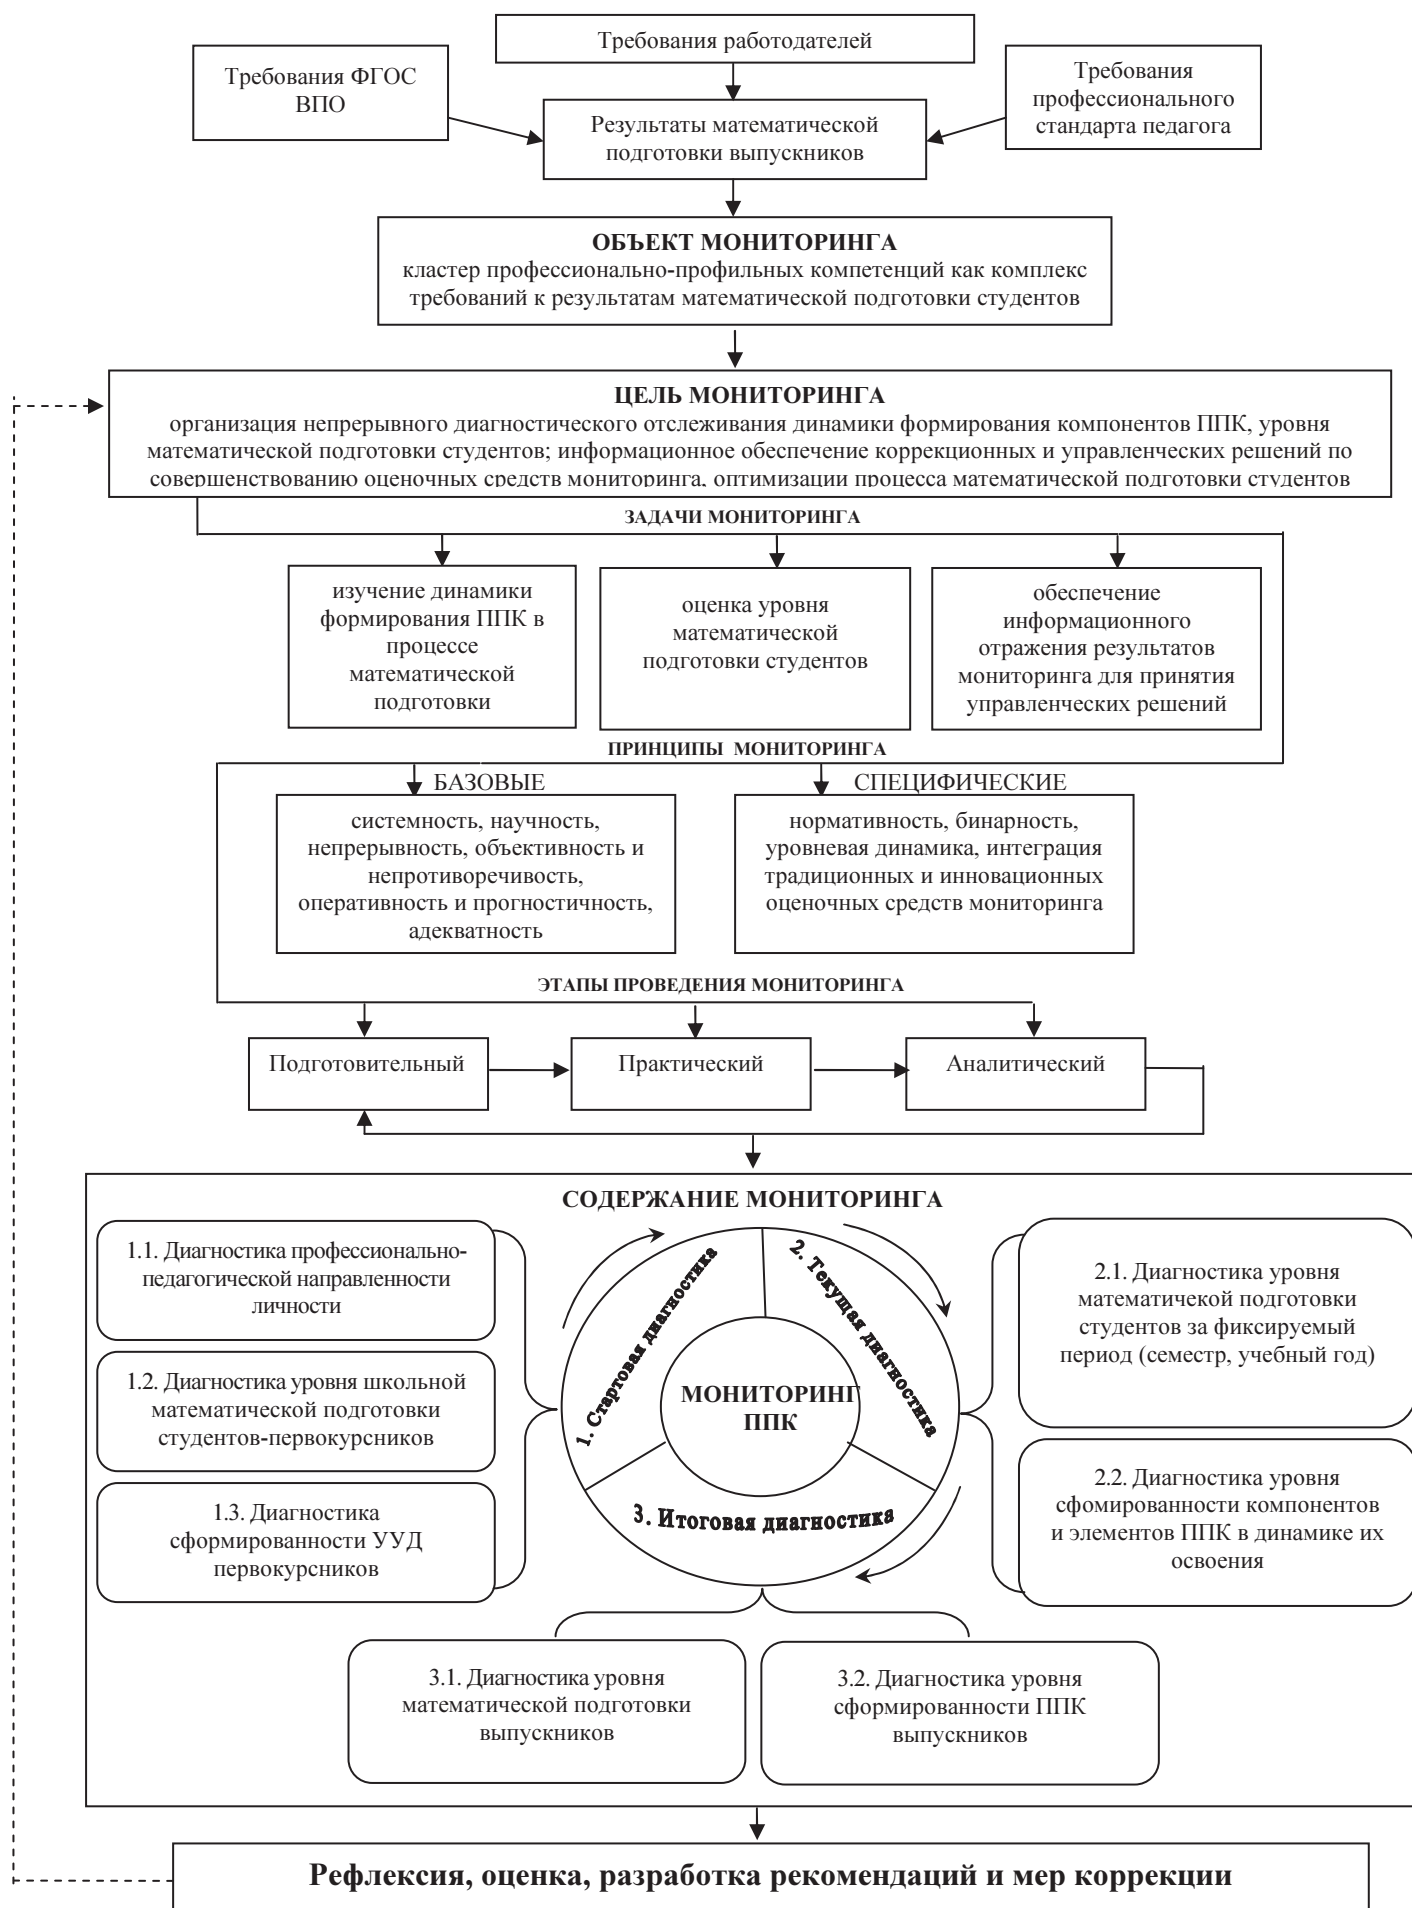 Требования работодателей
Требования ФГОС
ВПО
Требования
профессионального
стандарта педагога
Результаты математической
подготовки выпускников
ОБЪЕКТ МОНИТОРИНГА
кластер профессионально-профильных компетенций как комплекс
требований к результатам математической подготовки студентов
ЦЕЛЬ МОНИТОРИНГА
организация непрерывного диагностического отслеживания динамики формирования компонентов ППК, уровня
математической подготовки студентов; информационное обеспечение коррекционных и управленческих решений по
совершенствованию оценочных средств мониторинга, оптимизации процесса математической подготовки студентов
ЗАДАЧИ МОНИТОРИНГА
изучение динамики
формирования ППК в
процессе
математической
подготовки
оценка уровня
математической
подготовки студентов
обеспечение
информационного
отражения результатов
мониторинга для принятия
управленческих решений
ПРИНЦИПЫ МОНИТОРИНГА
БАЗОВЫЕ
системность, научность,
непрерывность, объективность и
непротиворечивость,
оперативность и прогностичность,
адекватность
СПЕЦИФИЧЕСКИЕ
нормативность, бинарность,
уровневая динамика, интеграция
традиционных и инновационных
оценочных средств мониторинга
ЭТАПЫ ПРОВЕДЕНИЯ МОНИТОРИНГА
Подготовительный
Практический
Аналитический
СОДЕРЖАНИЕ МОНИТОРИНГА
1.1. Диагностика профессионально-
педагогической направленности
личности
1.2. Диагностика уровня школьной
математической подготовки
студентов-первокурсников
1.3. Диагностика
сформированности УУД
первокурсников
1. Стартовая диагностика
2. Текущая диагностика
МОНИТОРИНГ
ППК
3. Итоговая диагностика
2.1. Диагностика уровня
математичекой подготовки
студентов за фиксируемый
период (семестр, учебный год)
2.2. Диагностика уровня
сфомированности компонентов
и элементов ППК в динамике их
освоения
3.1. Диагностика уровня
математической подготовки
выпускников
3.2. Диагностика уровня
сформированности ППК
выпускников
Рефлексия, оценка, разработка рекомендаций и мер коррекции